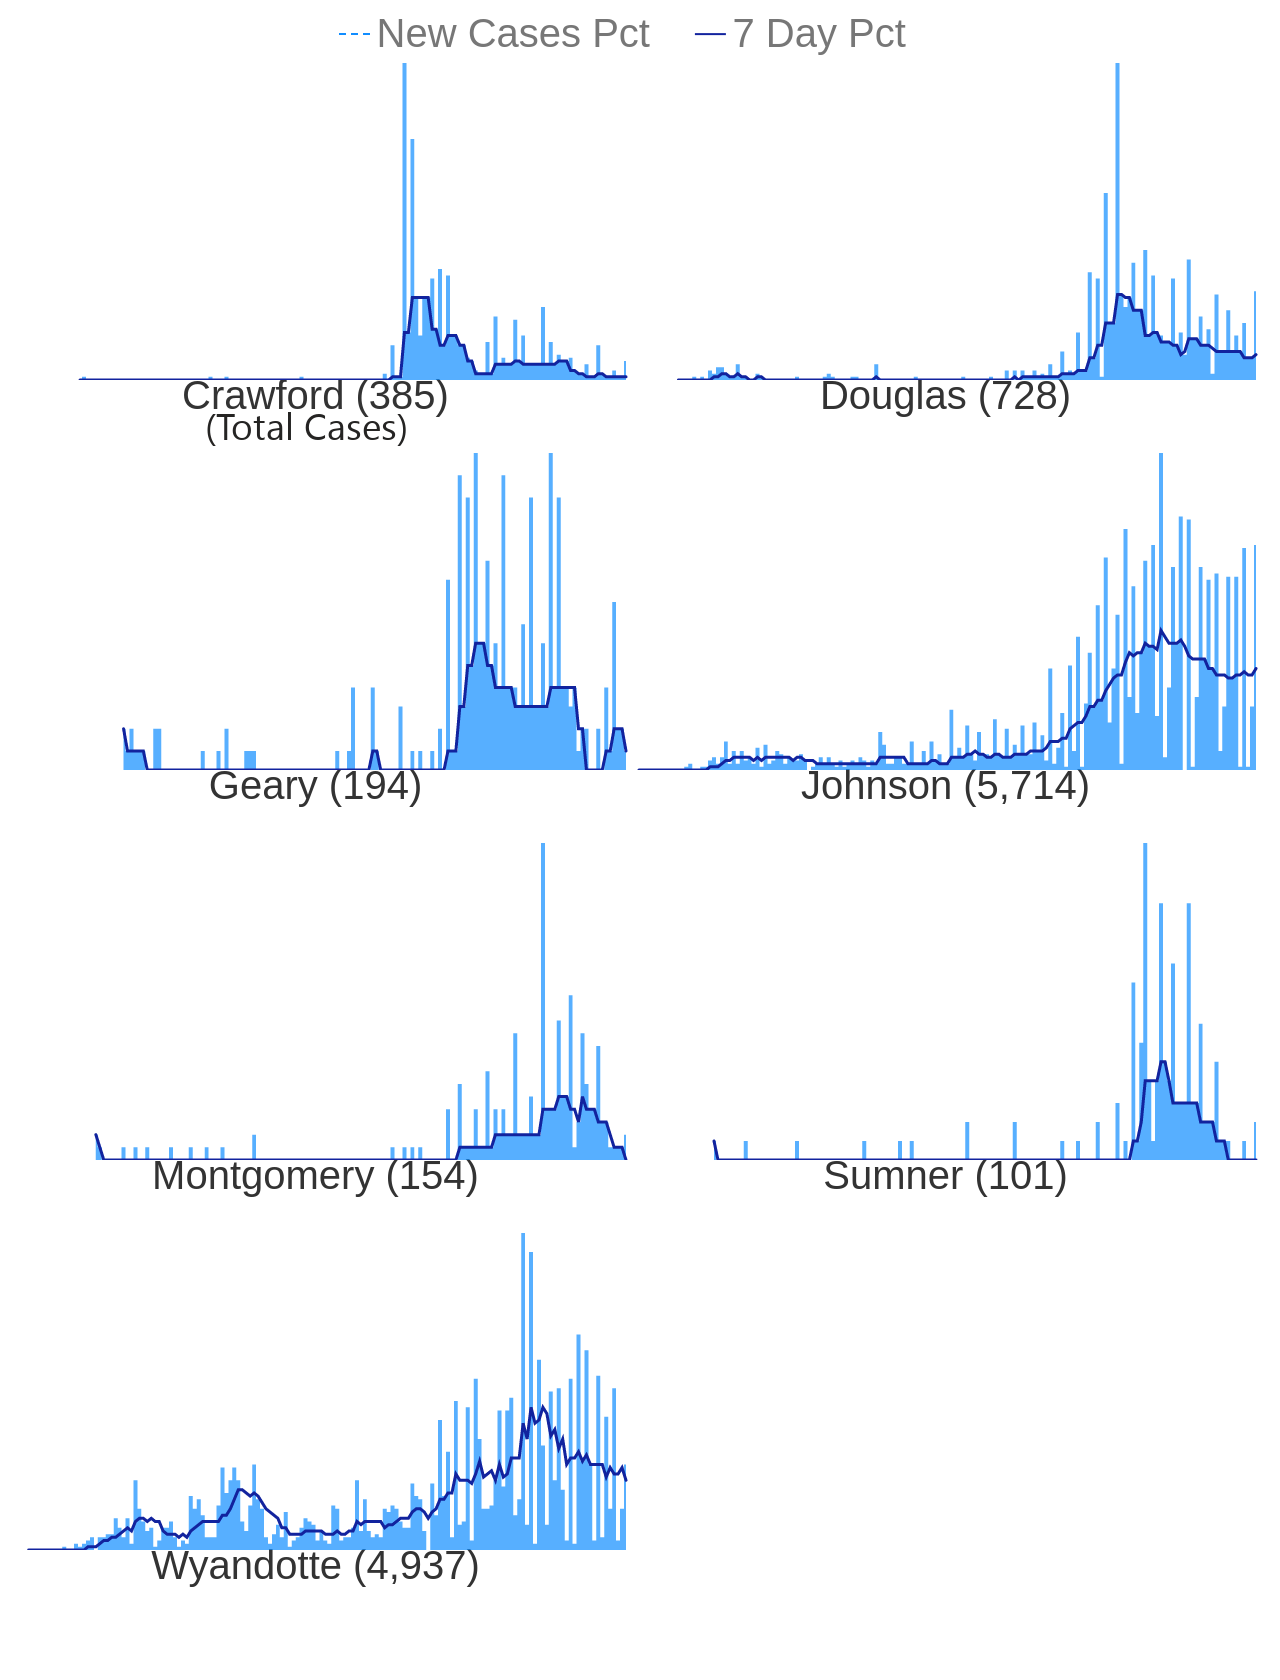 New Cases Pct 7 Day Pct
Crawford (385) Douglas (728)
(Total Cases)
Geary (194) Johnson (5,714)
Montgomery (154) Sumner (101)
Wyandotte (4,937)